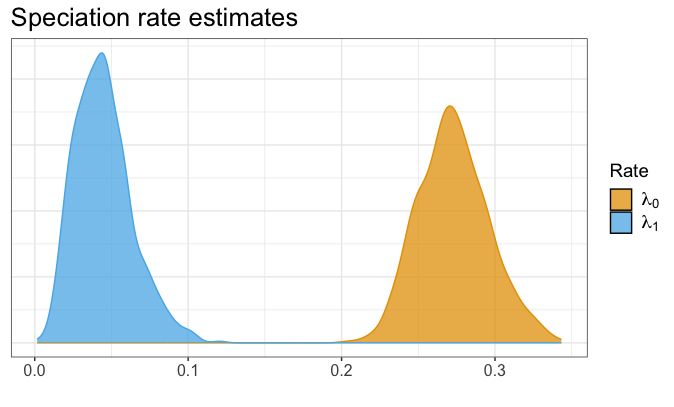 Speciation rate estimates
Rate
λ₀
λ₁
0.0 0.1 0.2 0.3